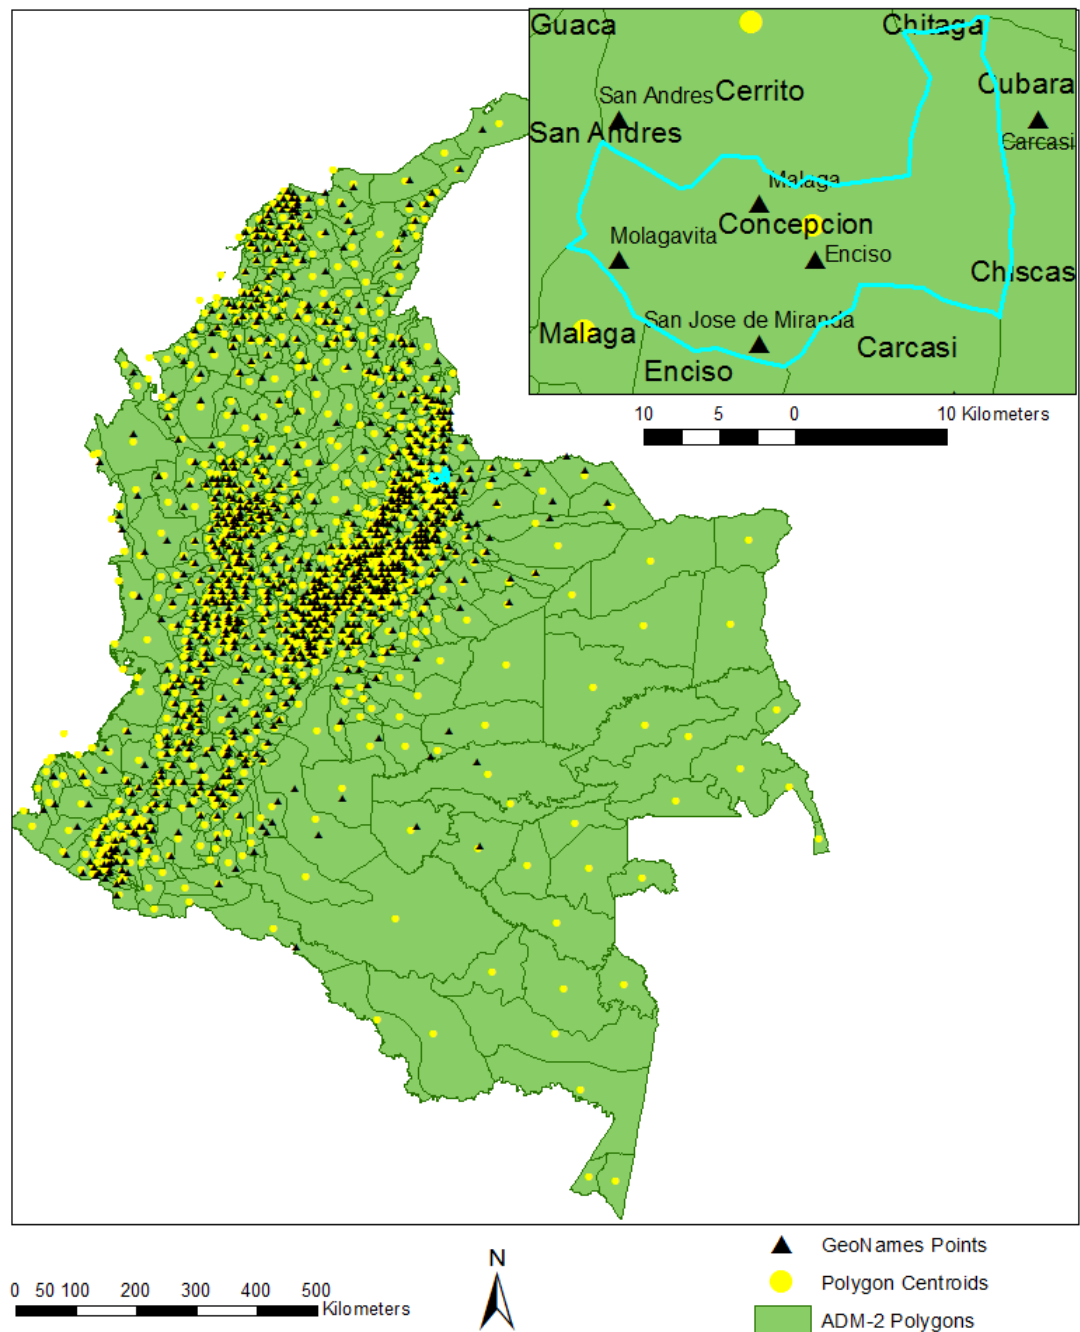 Guaca
Chitaga
Cubara
San Andres
Cerrito
San Andres
Carcasi
Malaga
Concepcion
Molagavita
Enciso
Chiscas
San Jose de Miranda
Malaga
Carcasi
Enciso
10 5 0 10 Kilometers
N
GeoNames Points
Polygon Centroids
0 50 100 200 300 400 500
Kilometers
ADM-2 Polygons